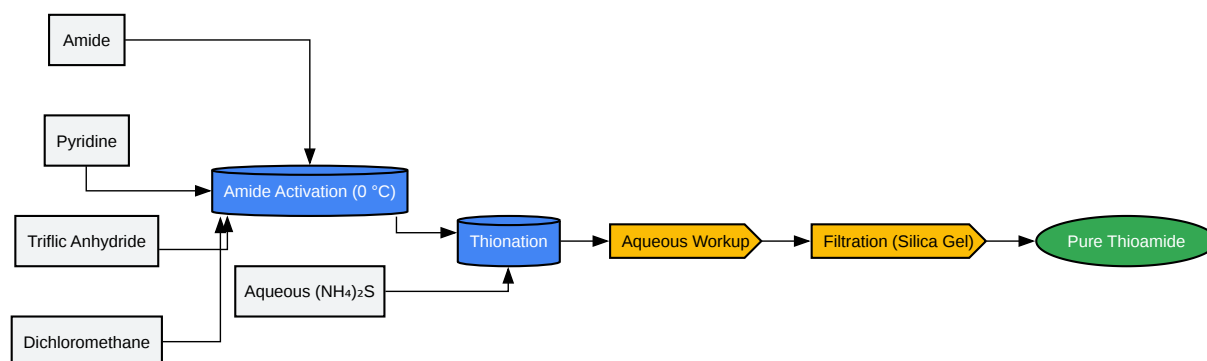 Amide
Pyridine
Amide Activation (0 °C)
Triflic Anhydride
Thionation
Aqueous Workup
Filtration (Silica Gel)
Pure Thioamide
Aqueous (NH₄)₂S
Dichloromethane